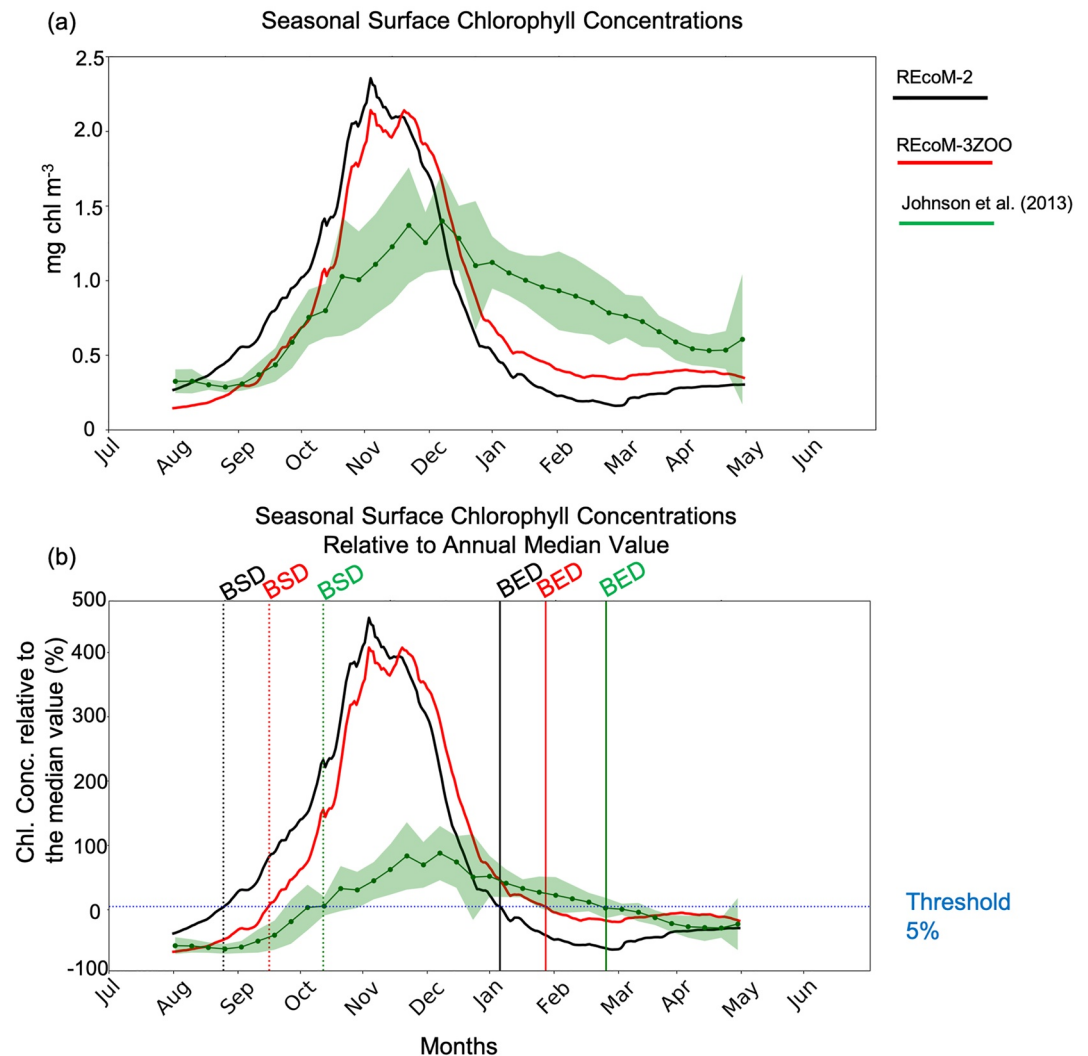 (a)
Seasonal Surface Chlorophyll Concentrations
2.5
2.0
1.5
1.0
0.5
0
mg chl m-3
Jul
Aug
Sep
Oct
Nov
Dec
Jan
Feb
Mar
Apr
May
Jun
REcoM-2
REcoM-3ZOO
Johnson et al. (2013)
(b)
Seasonal Surface Chlorophyll Concentrations
Relative to Annual Median Value
BSD
BSD
BSD
BED
BED
BED
500
400
300
200
100
0
-100
Chl. Conc. relative to
the median value (%)
Jul
Aug
Sep
Oct
Nov
Dec
Jan
Feb
Mar
Apr
May
Jun
Months
Threshold
5%